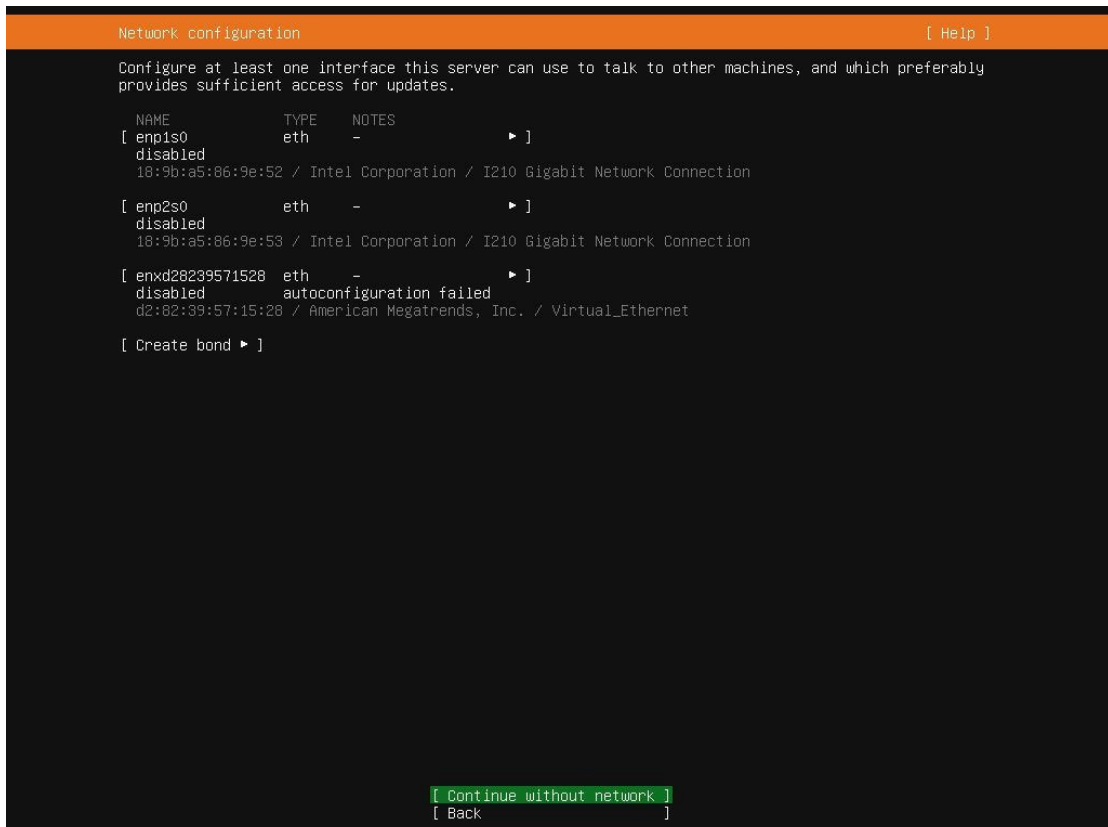 Network configuration [ Help ]
Configure at least one interface this server can use to talk to other machines, and which preferably
provides sufficient access for updates.
NAME TYPE NOTES
[ enp1s0 eth – ▸ ]
disabled
18:9b:a5:86:9e:52 / Intel Corporation / I210 Gigabit Network Connection
[ enp2s0 eth – ▸ ]
disabled
18:9b:a5:86:9e:53 / Intel Corporation / I210 Gigabit Network Connection
[ enxd28239571528 eth – ▸ ]
disabled autoconfiguration failed
d2:82:39:57:15:28 / American Megatrends, Inc. / Virtual_Ethernet
[ Create bond ▸ ]
[ Continue without network ]
[ Back ]